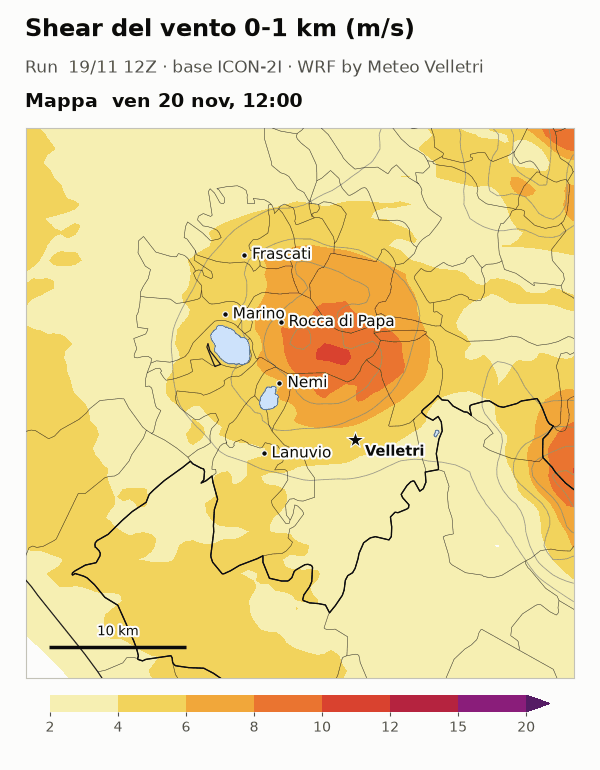 Shear del vento 0-1 km (m/s)
Run  19/11 12Z · base ICON-2I · WRF by Meteo Velletri
Mappa  ven 20 nov, 12:00
Frascati
Marino
Rocca di Papa
Nemi
Velletri
Lanuvio
10 km
2 4 6 8 10 12 15 20